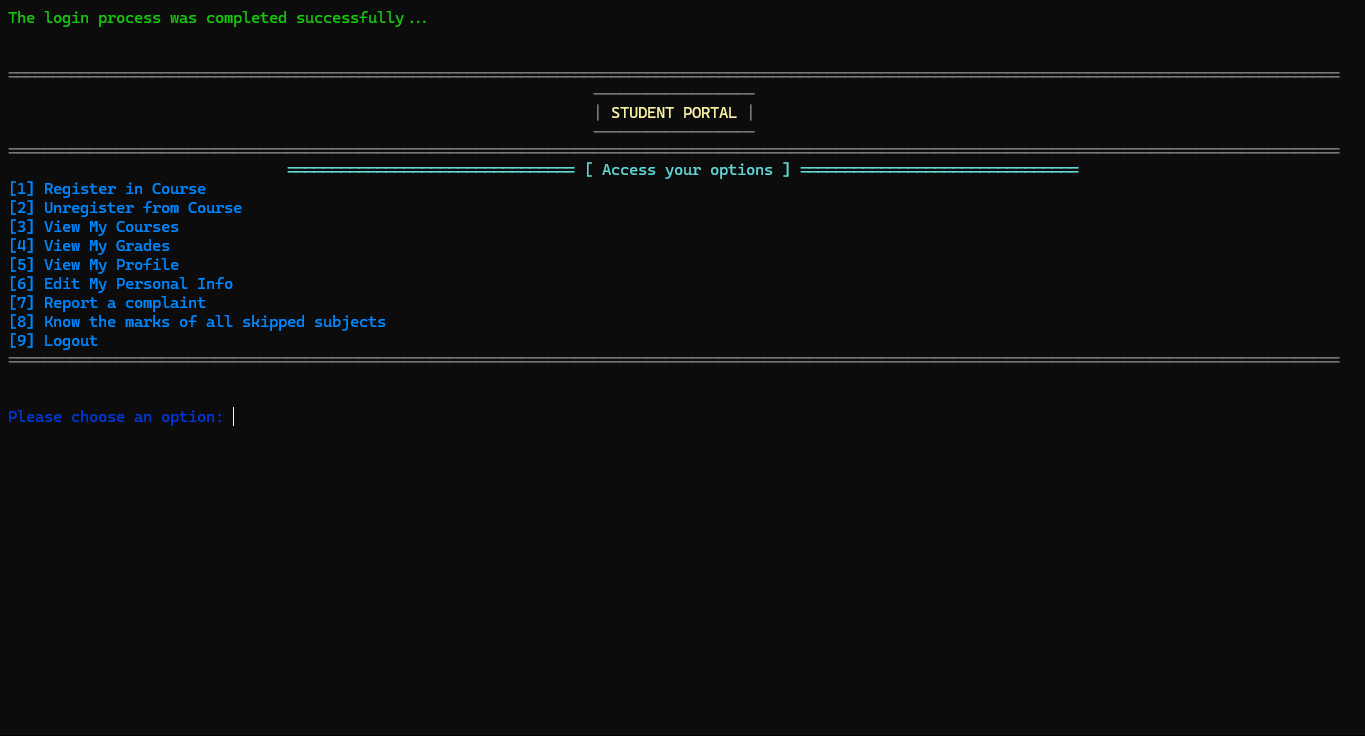 The login process was completed successfully...
| STUDENT PORTAL |
[ Access your options ]
[1] Register in Course
[2] Unregister from Course
[3] View My Courses
[4] View My Grades
[5] View My Profile
[6] Edit My Personal Info
[7] Report a complaint
[8] Know the marks of all skipped subjects
[9] Logout
Please choose an option: